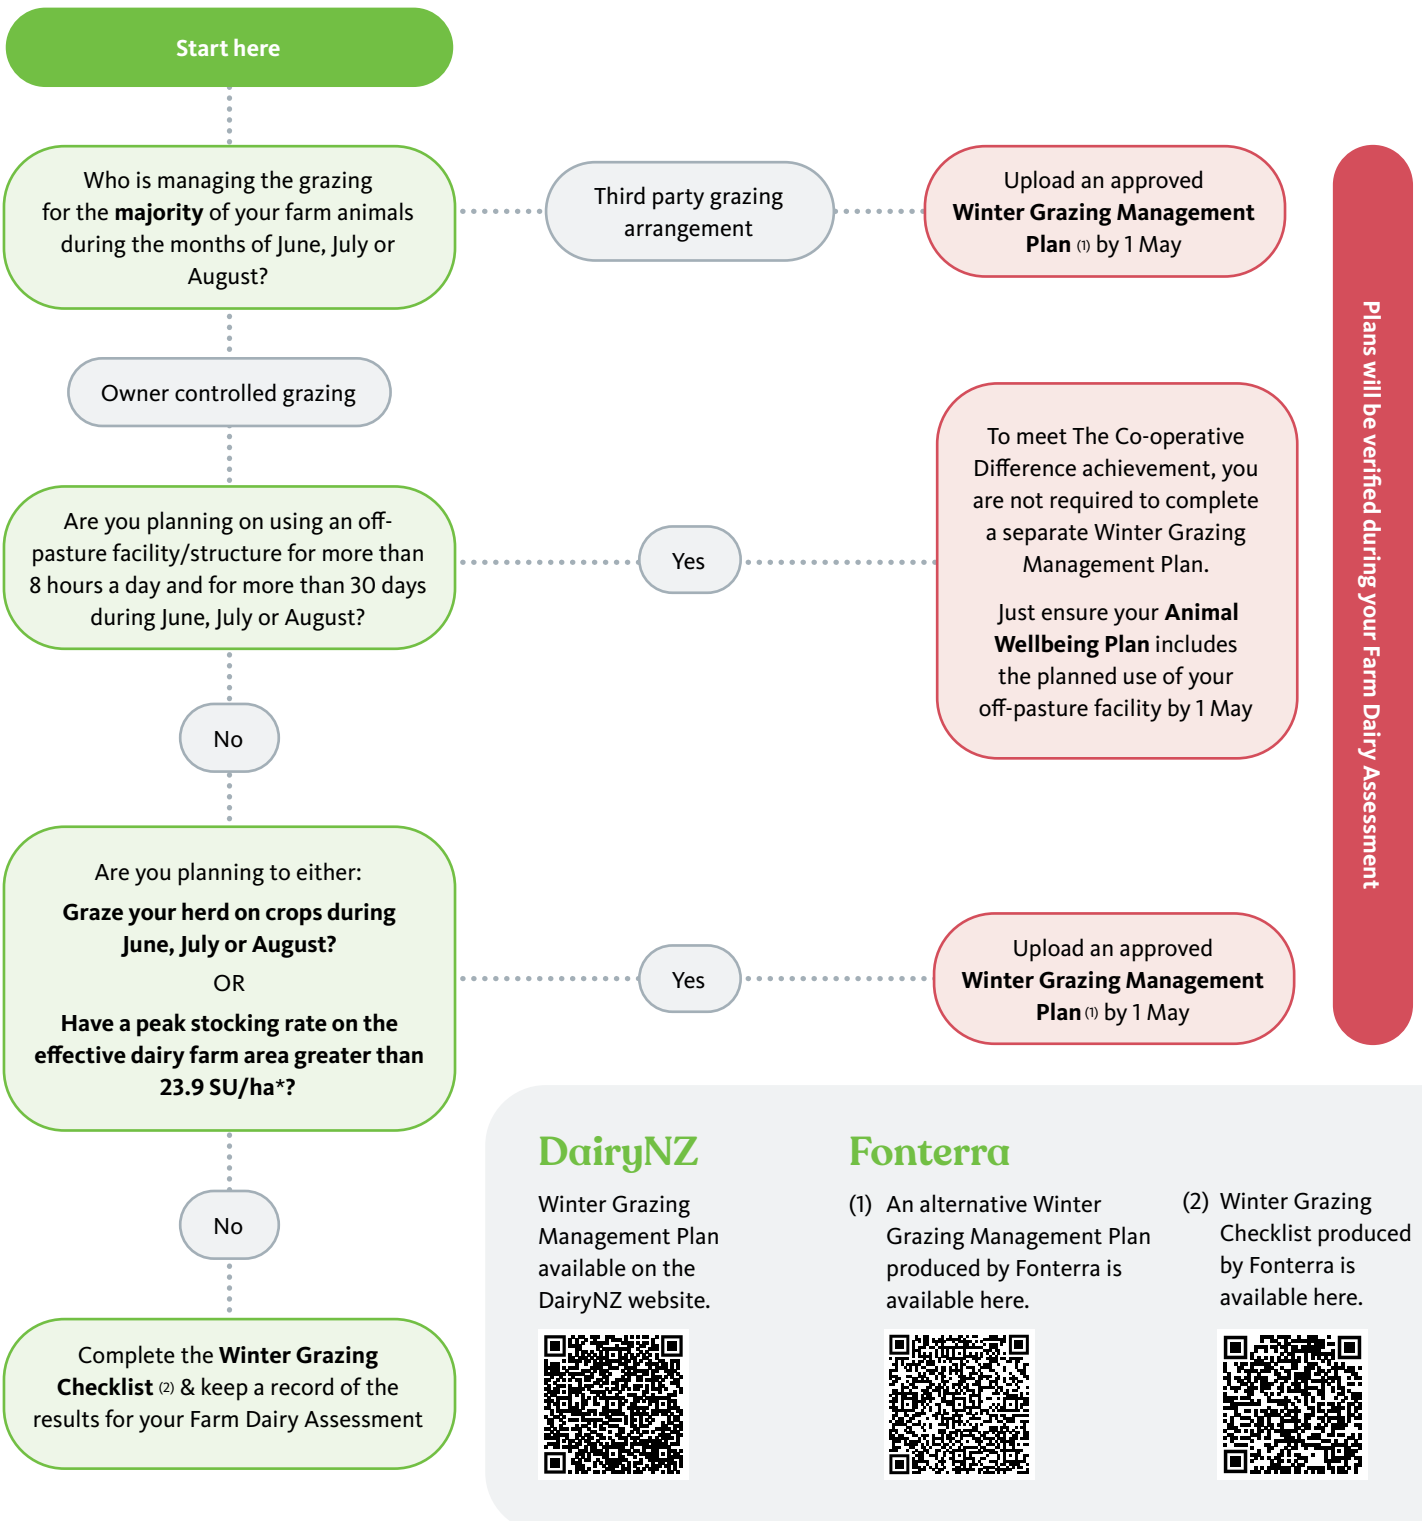 Start here
Who is managing the grazing
for the majority of your farm animals
during the months of June, July or
August?
Third party grazing
arrangement
Upload an approved
Winter Grazing Management
Plan (1) by 1 May
Owner controlled grazing
Are you planning on using an off-
pasture facility/structure for more than
8 hours a day and for more than 30 days
during June, July or August?
Yes
To meet The Co-operative
Difference achievement, you
are not required to complete
a separate Winter Grazing
Management Plan.
Just ensure your Animal
Wellbeing Plan includes
the planned use of your
off-pasture facility by 1 May
No
Are you planning to either:
Graze your herd on crops during
June, July or August?
OR
Have a peak stocking rate on the
effective dairy farm area greater than
23.9 SU/ha*?
Yes
Upload an approved
Winter Grazing Management
Plan (1) by 1 May
Plans will be verified during your Farm Dairy Assessment
No
Complete the Winter Grazing
Checklist (2) & keep a record of the
results for your Farm Dairy Assessment
DairyNZ
Winter Grazing
Management Plan
available on the
DairyNZ website.
Fonterra
(1) An alternative Winter
Grazing Management Plan
produced by Fonterra is
available here.
(2) Winter Grazing
Checklist produced
by Fonterra is
available here.